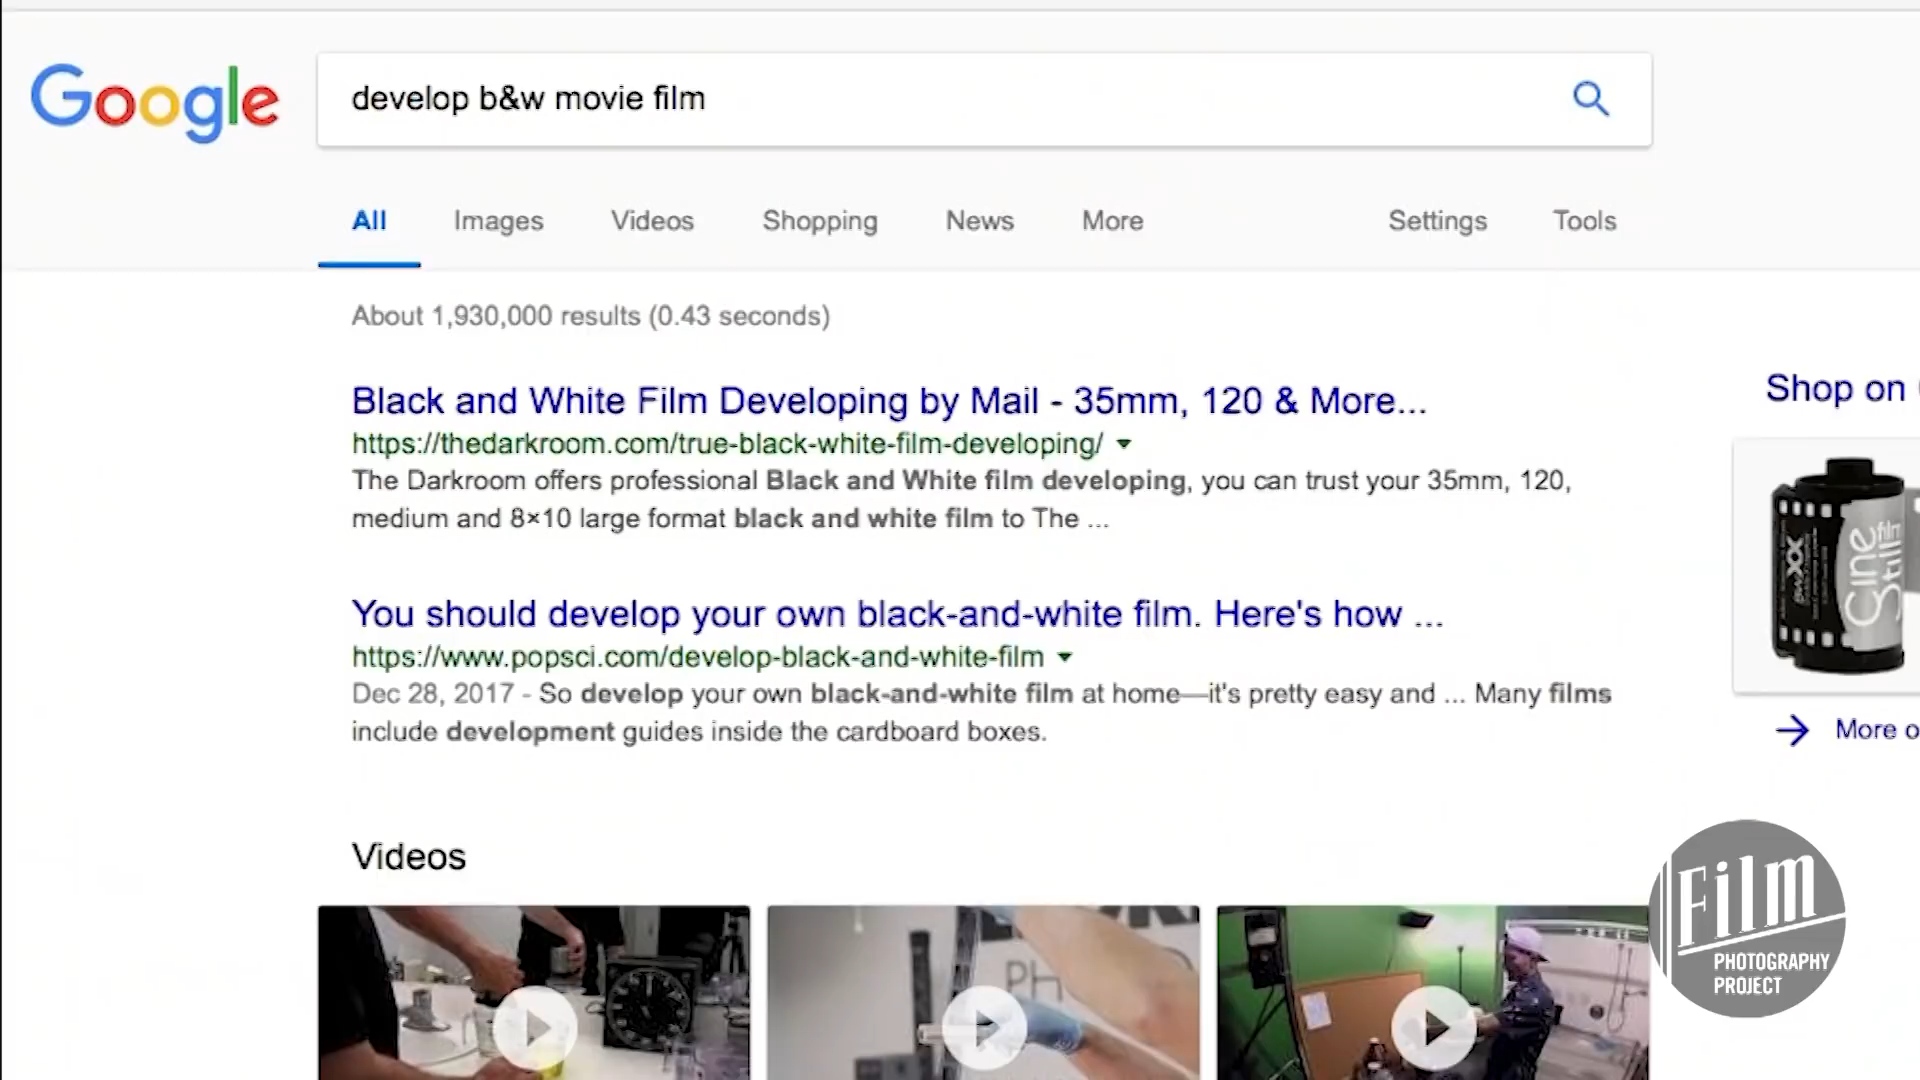 Google
develop b&w movie film
All Images Videos Shopping News More Settings Tools
About 1,930,000 results (0.43 seconds)
Black and White Film Developing by Mail - 35mm, 120 & More...
https://thedarkroom.com/true-black-white-film-developing/
The Darkroom offers professional Black and White film developing, you can trust your 35mm, 120,
medium and 8×10 large format black and white film to The ...
You should develop your own black-and-white film. Here's how ...
https://www.popsci.com/develop-black-and-white-film
Dec 28, 2017 - So develop your own black-and-white film at home—it's pretty easy and ... Many films
include development guides inside the cardboard boxes.
Shop on
CineStill film
BWXX
More o
Videos
Film
PHOTOGRAPHY
PROJECT